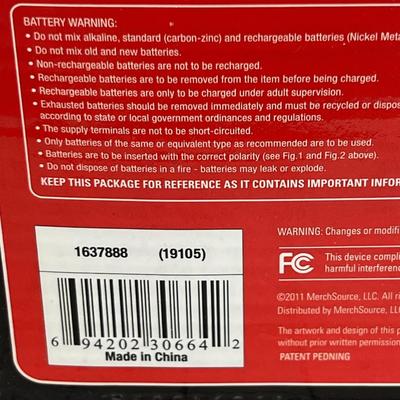 BATTERY WARNING:
• Do not mix alkaline, standard (carbon-zinc) and rechargeable batteries (Nickel Meta
• Do not mix old and new batteries.
• Non-rechargeable batteries are not to be recharged.
• Rechargeable batteries are to be removed from the item before being charged.
• Rechargeable batteries are only to be charged under adult supervision.
• Exhausted batteries should be removed immediately and must be recycled or dispos
according to state or local government ordinances and regulations.
• The supply terminals are not to be short-circuited.
• Only batteries of the same or equivalent type as recommended are to be used.
• Batteries are to be inserted with the correct polarity (see Fig.1 and Fig.2 above).
• Do not dispose of batteries in a fire - batteries may leak or explode.
KEEP THIS PACKAGE FOR REFERENCE AS IT CONTAINS IMPORTANT INFOR
WARNING: Changes or modifi
FC This device compli
harmful interferenc
©2011 MerchSource, LLC. All ri
Distributed by MerchSource, LLC
The artwork and design of this p
without prior written permission
PATENT PEDNING
1637888 (19105)
6 94202 30664 2
Made in China